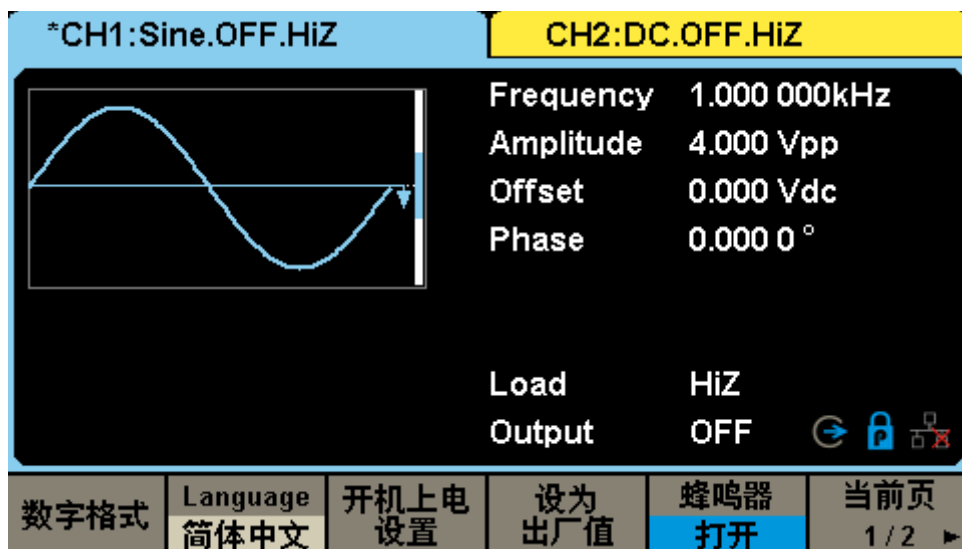 *CH1:Sine.OFF.HiZ
CH2:DC.OFF.HiZ
Frequency 1.000 000kHz
Amplitude 4.000 Vpp
Offset 0.000 Vdc
Phase 0.000 0 °
Load HiZ
Output OFF
P
数字格式
Language
简体中文
开机上电
设置
设为
出厂值
蜂鸣器
打开
当前页
1/2 ►